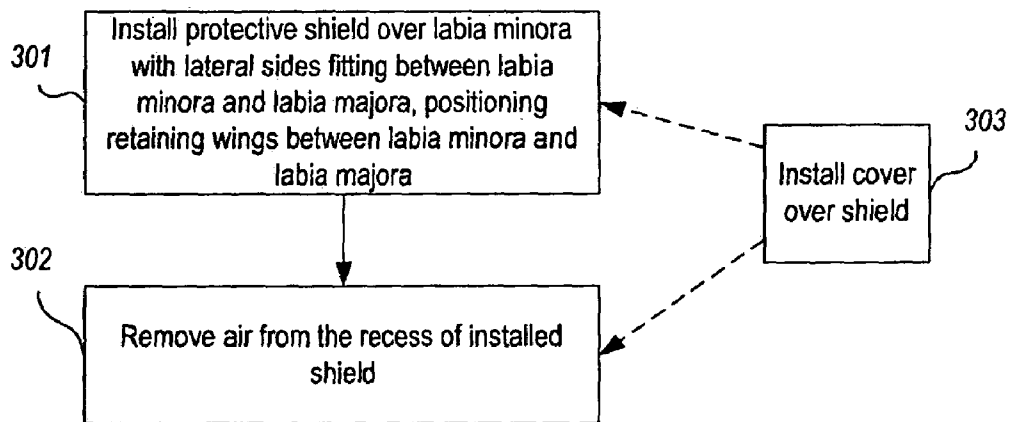 301
Install protective shield over labia minora
with lateral sides fitting between labia
minora and labia majora, positioning
retaining wings between labia minora and
labia majora
303
Install cover
over shield
302
Remove air from the recess of installed
shield